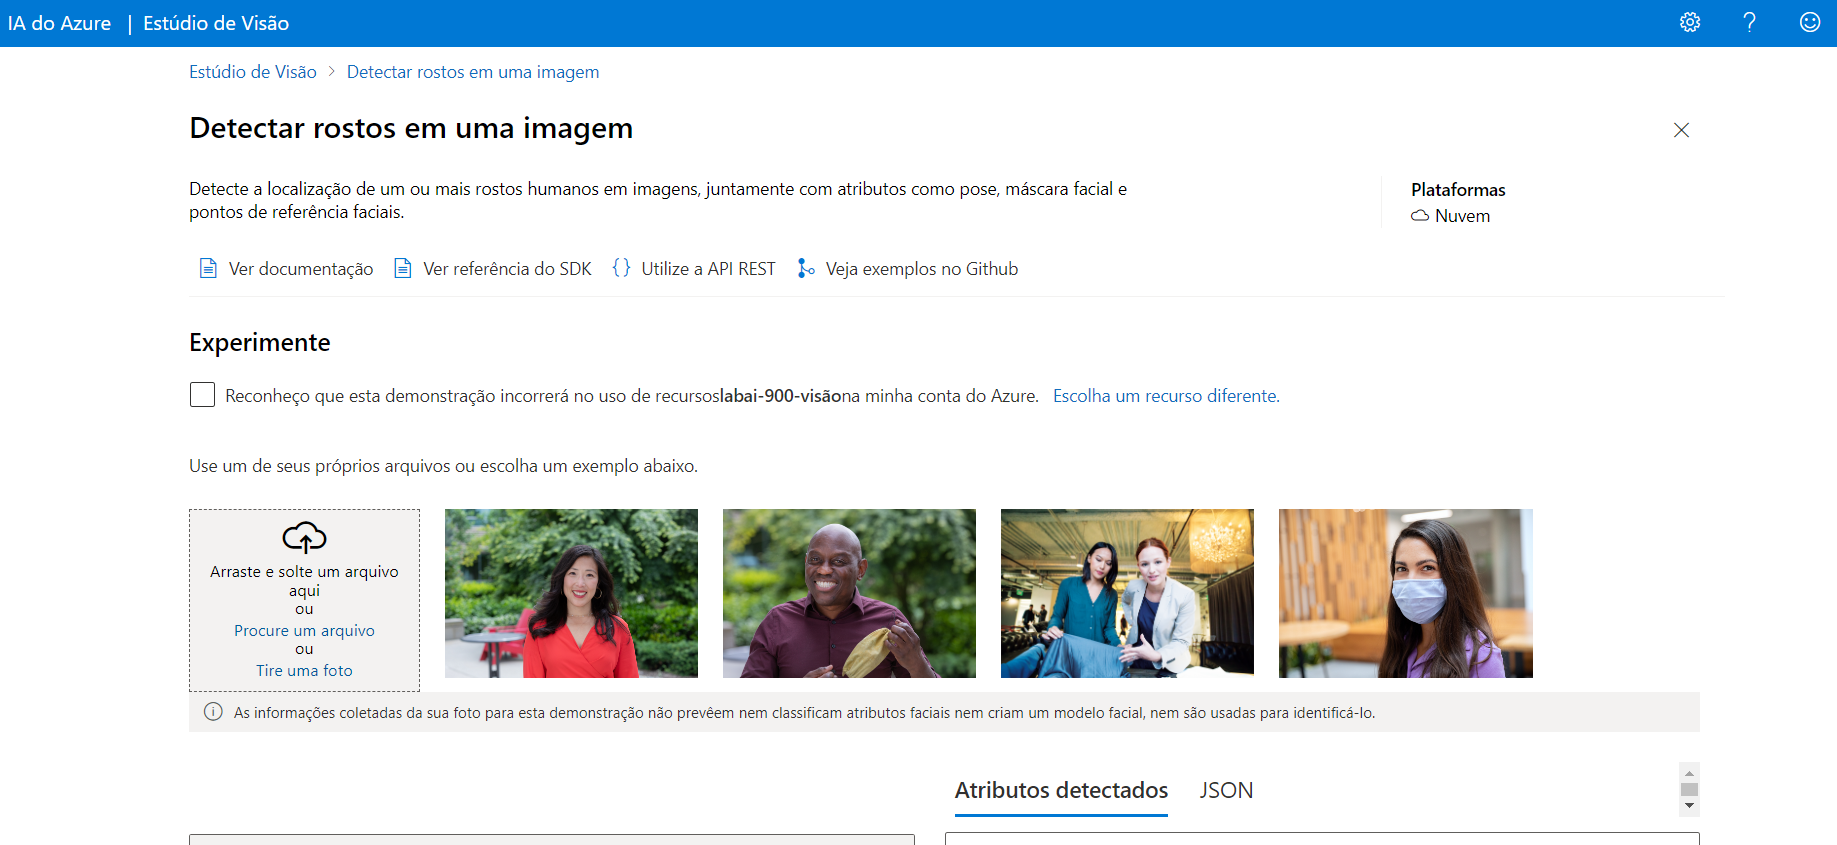 IA do Azure | Estúdio de Visão
Estúdio de Visão > Detectar rostos em uma imagem
Detectar rostos em uma imagem
Detecte a localização de um ou mais rostos humanos em imagens, juntamente com atributos como pose, máscara facial e
pontos de referência faciais.
Plataformas
Nuvem
Ver documentação Ver referência do SDK {} Utilize a API REST Veja exemplos no Github
Experimente
Reconheço que esta demonstração incorrerá no uso de recursoslabai-900-visãona minha conta do Azure. Escolha um recurso diferente.
Use um de seus próprios arquivos ou escolha um exemplo abaixo.
Arraste e solte um arquivo
aqui
ou
Procure um arquivo
ou
Tire uma foto
As informações coletadas da sua foto para esta demonstração não prevêem nem classificam atributos faciais nem criam um modelo facial, nem são usadas para identificá-lo.
Atributos detectados JSON